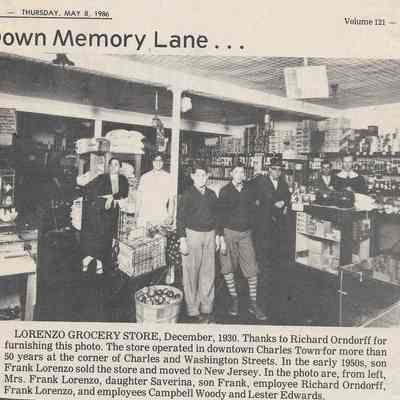 — THURSDAY, MAY 8, 1986
Volume 121 —
Down Memory Lane . . .
LORENZO GROCERY STORE, December, 1930. Thanks to Richard Orndorff for
furnishing this photo. The store operated in downtown Charles Town for more than
50 years at the corner of Charles and Washington Streets. In the early 1950s, son
Frank Lorenzo sold the store and moved to New Jersey. In the photo are, from left,
Mrs. Frank Lorenzo, daughter Saverina, son Frank, employee Richard Orndorff,
Frank Lorenzo, and employees Campbell Woody and Lester Edwards.